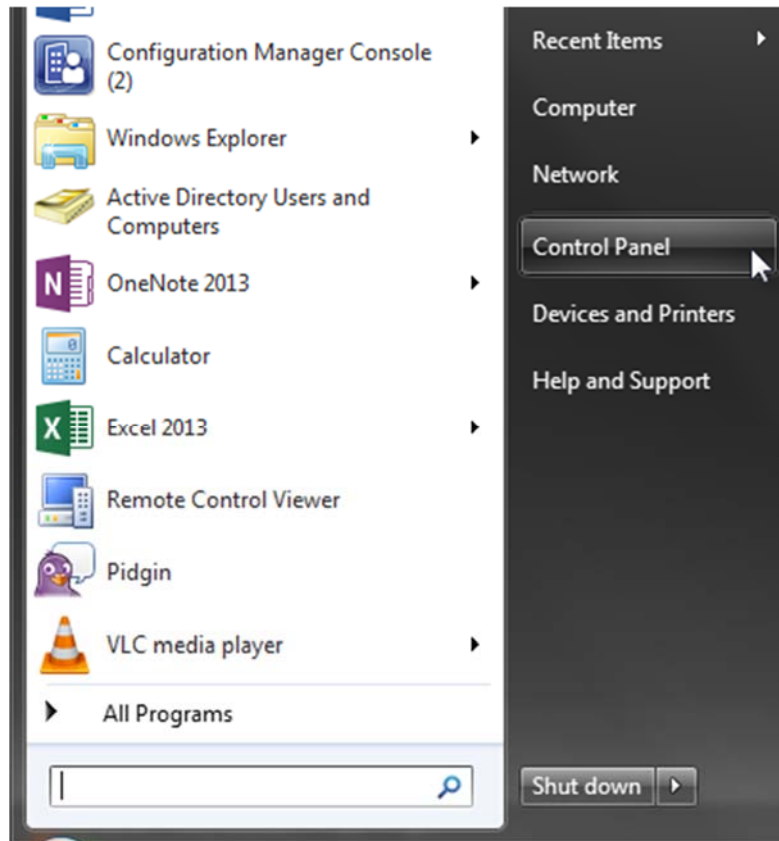 Configuration Manager Console
(2)
Windows Explorer
Active Directory Users and
Computers
OneNote 2013
Calculator
Excel 2013
Remote Control Viewer
Pidgin
VLC media player
All Programs
Recent Items
Computer
Network
Control Panel
Devices and Printers
Help and Support
Shut down